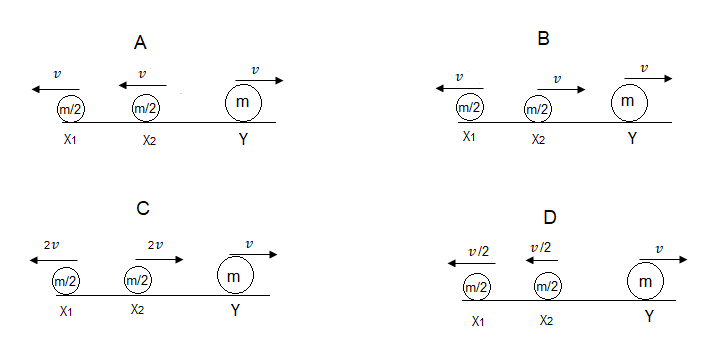 A
v v v
m/2 m/2 m
X1 X2 Y
B
v v v
m/2 m/2 m
X1 X2 Y
C
2v 2v v
m/2 m/2 m
X1 X2 Y
D
v/2 v/2 v
m/2 m/2 m
X1 X2 Y